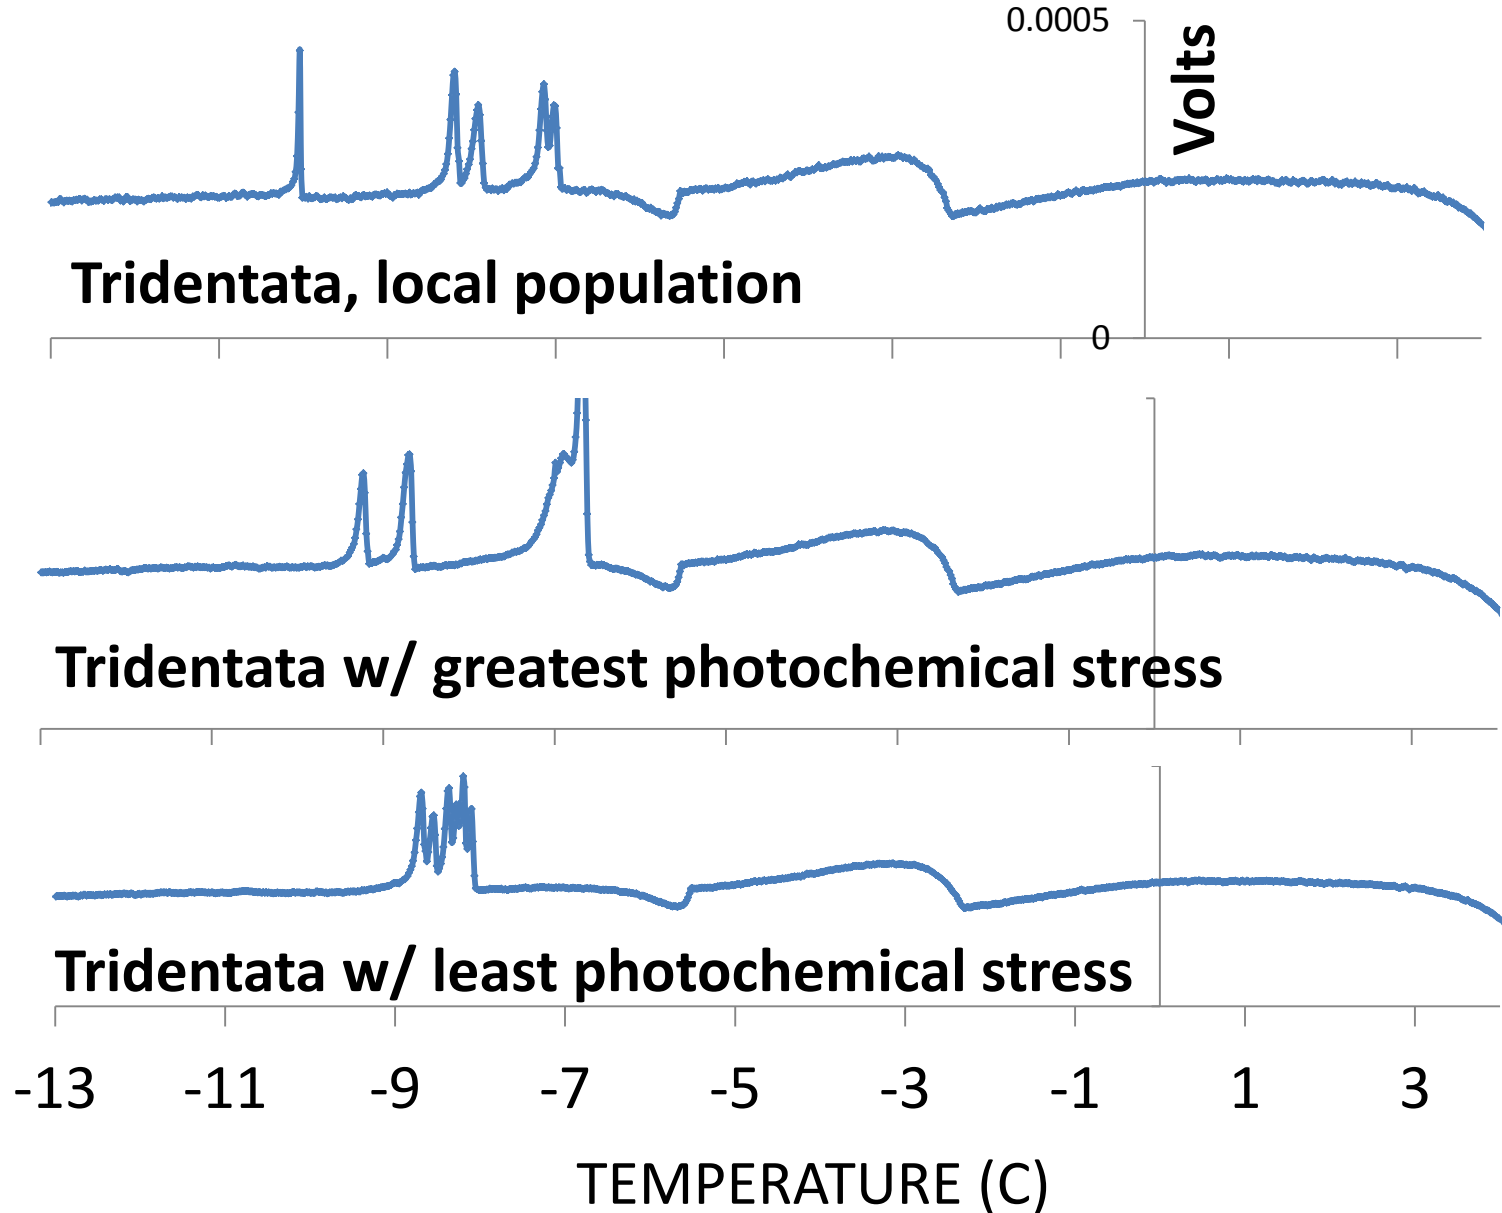 0.0005
Volts
Tridentata, local population
0
Tridentata w/ greatest photochemical stress
Tridentata w/ least photochemical stress
-13 -11 -9 -7 -5 -3 -1 1 3
TEMPERATURE (C)